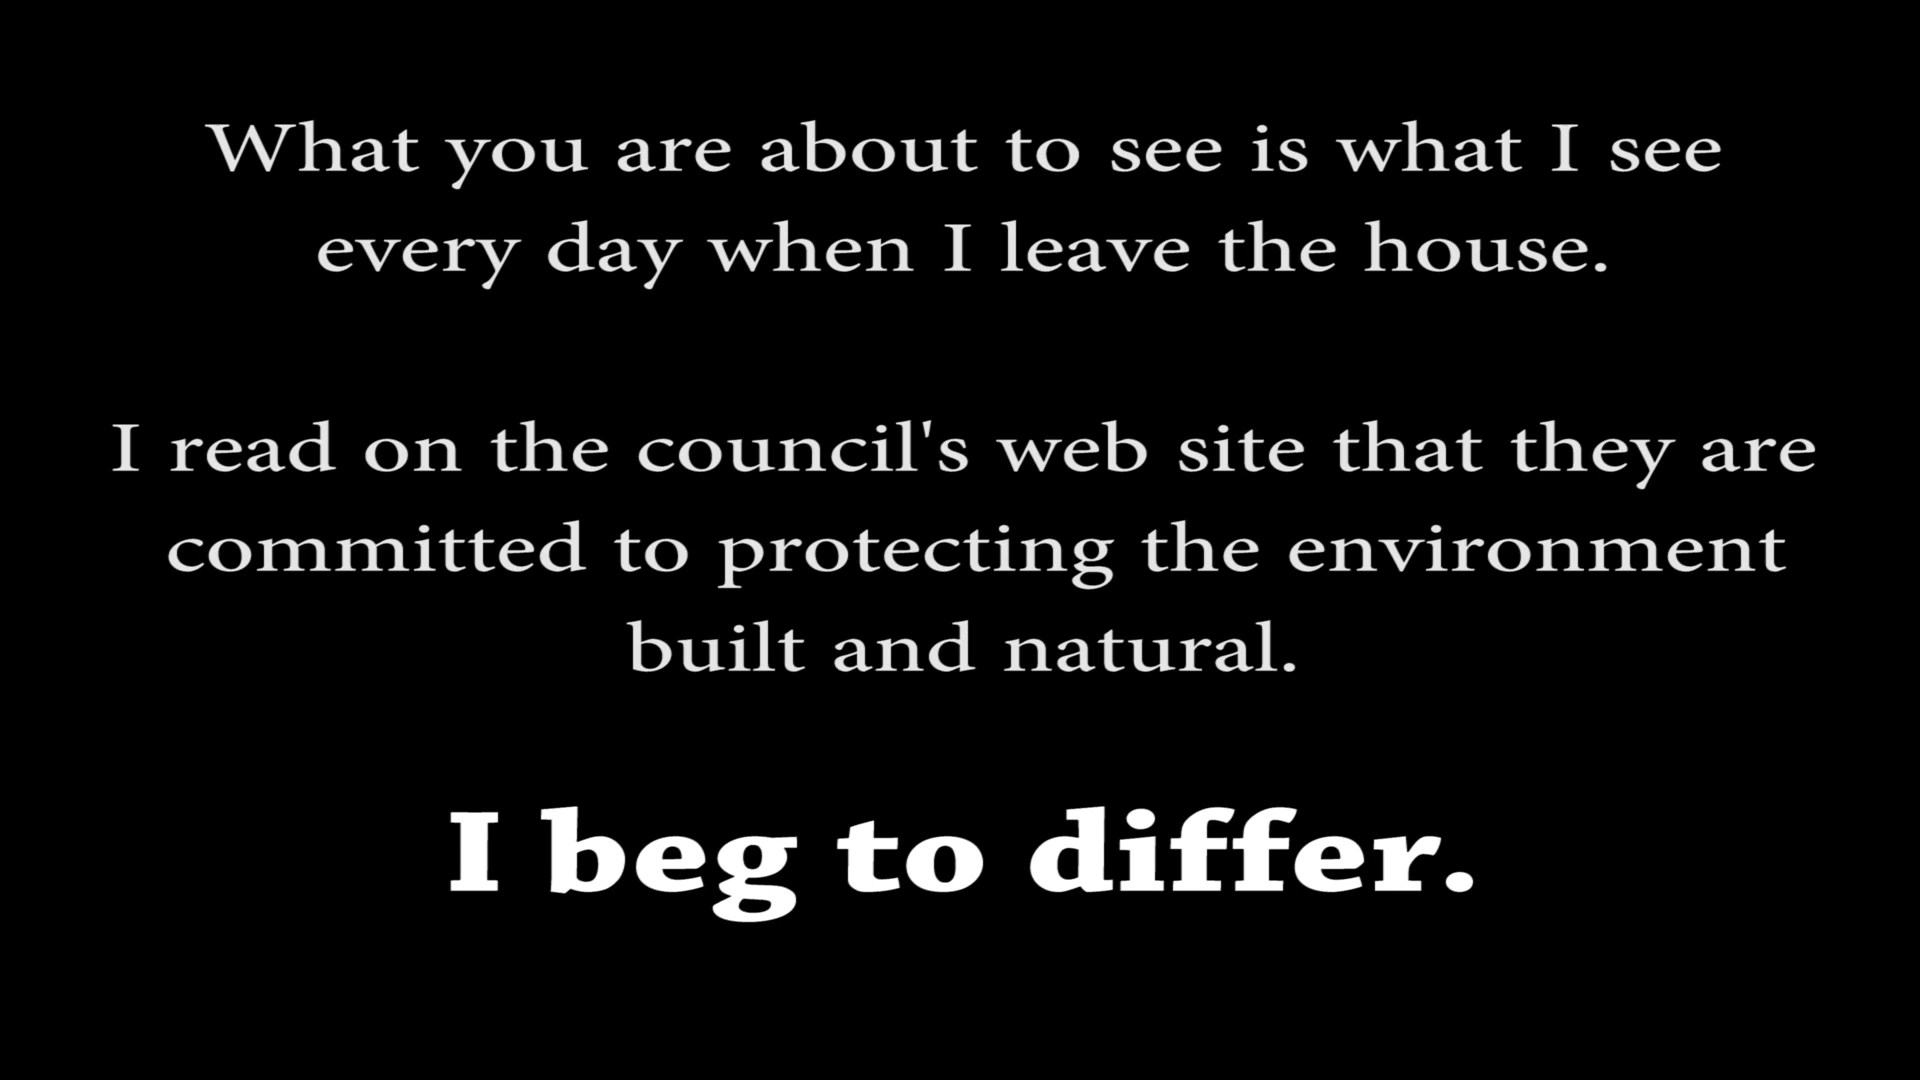 What you are about to see is what I see
every day when I leave the house.
I read on the council's web site that they are
committed to protecting the environment
built and natural.
I beg to differ.